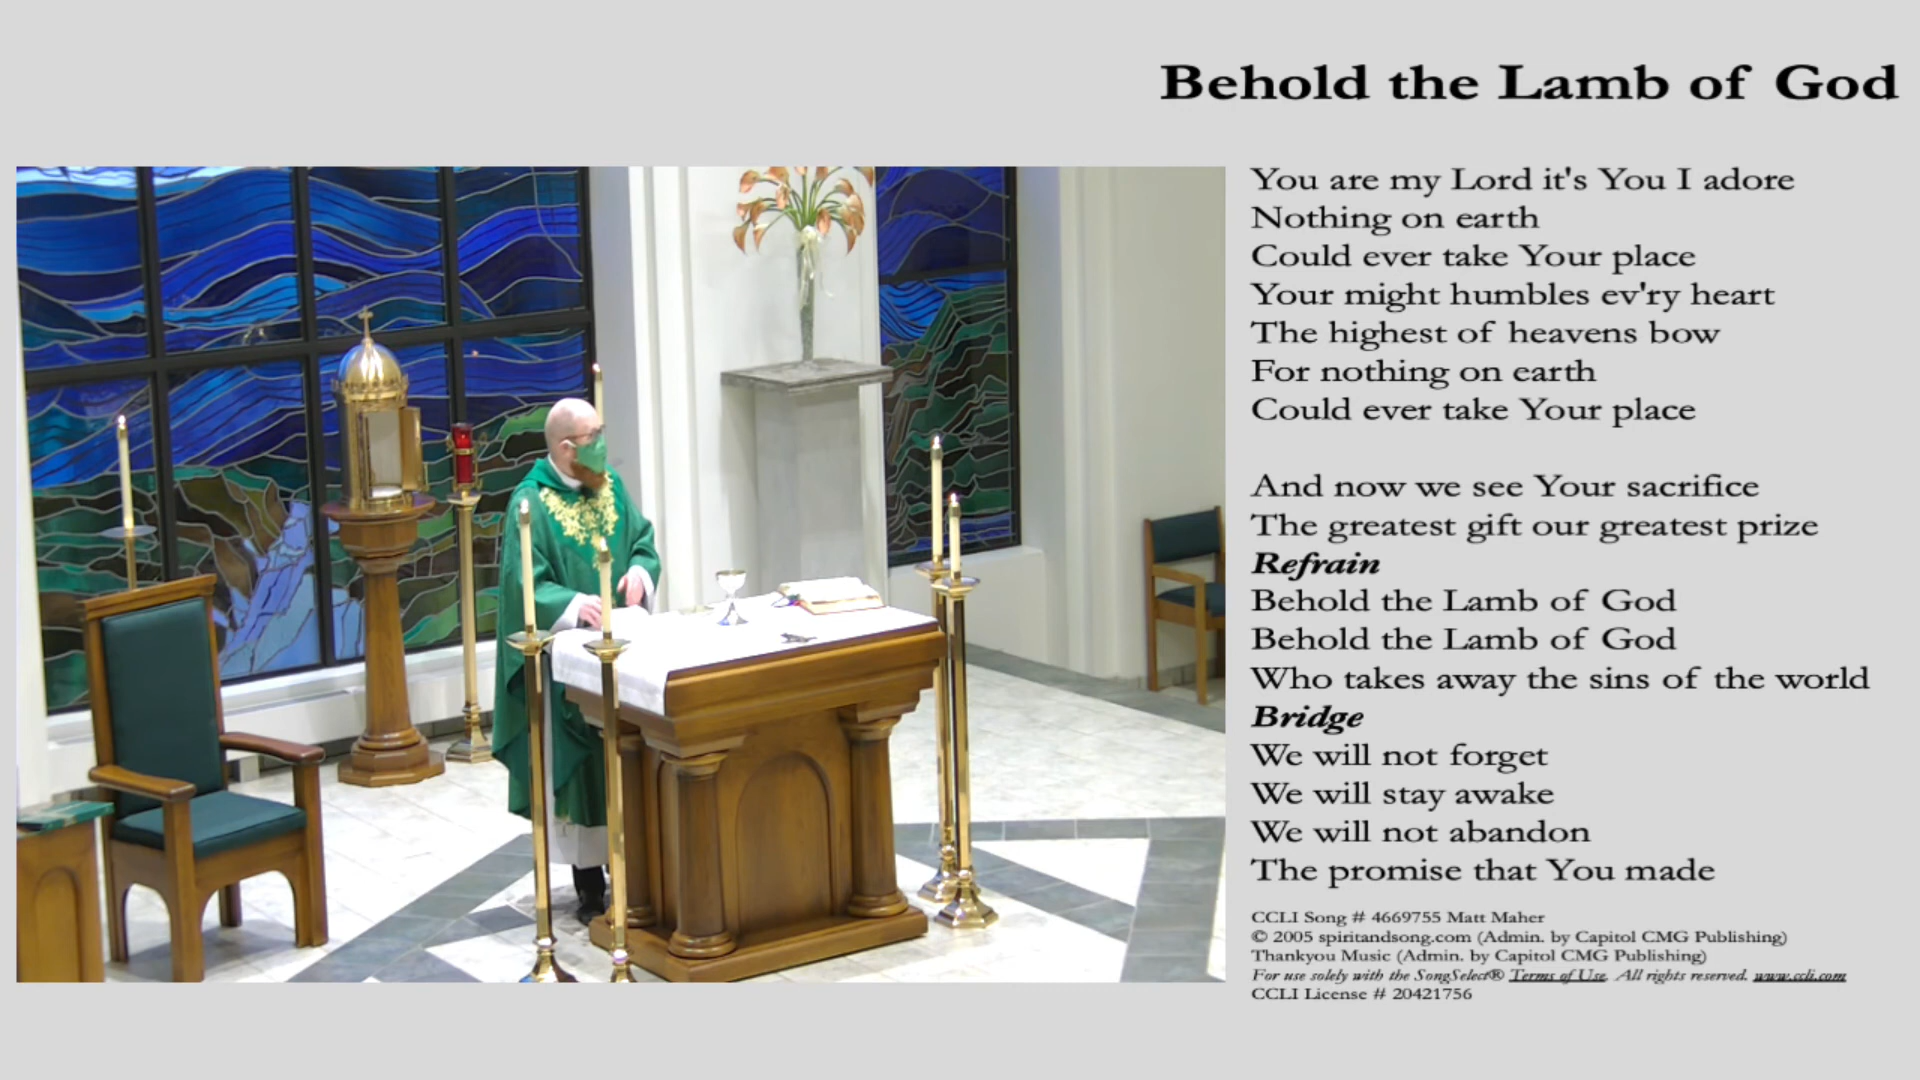 Behold the Lamb of God
You are my Lord it's You I adore
Nothing on earth
Could ever take Your place
Your might humbles ev'ry heart
The highest of heavens bow
For nothing on earth
Could ever take Your place
And now we see Your sacrifice
The greatest gift our greatest prize
Refrain
Behold the Lamb of God
Behold the Lamb of God
Who takes away the sins of the world
Bridge
We will not forget
We will stay awake
We will not abandon
The promise that You made
CCLI Song # 4669755 Matt Maher
© 2005 spiritandsong.com (Admin. by Capitol CMG Publishing)
Thankyou Music (Admin. by Capitol CMG Publishing)
For use solely with the SongSelect® Terms of Use. All rights reserved. www.ccli.com
CCLI License # 20421756